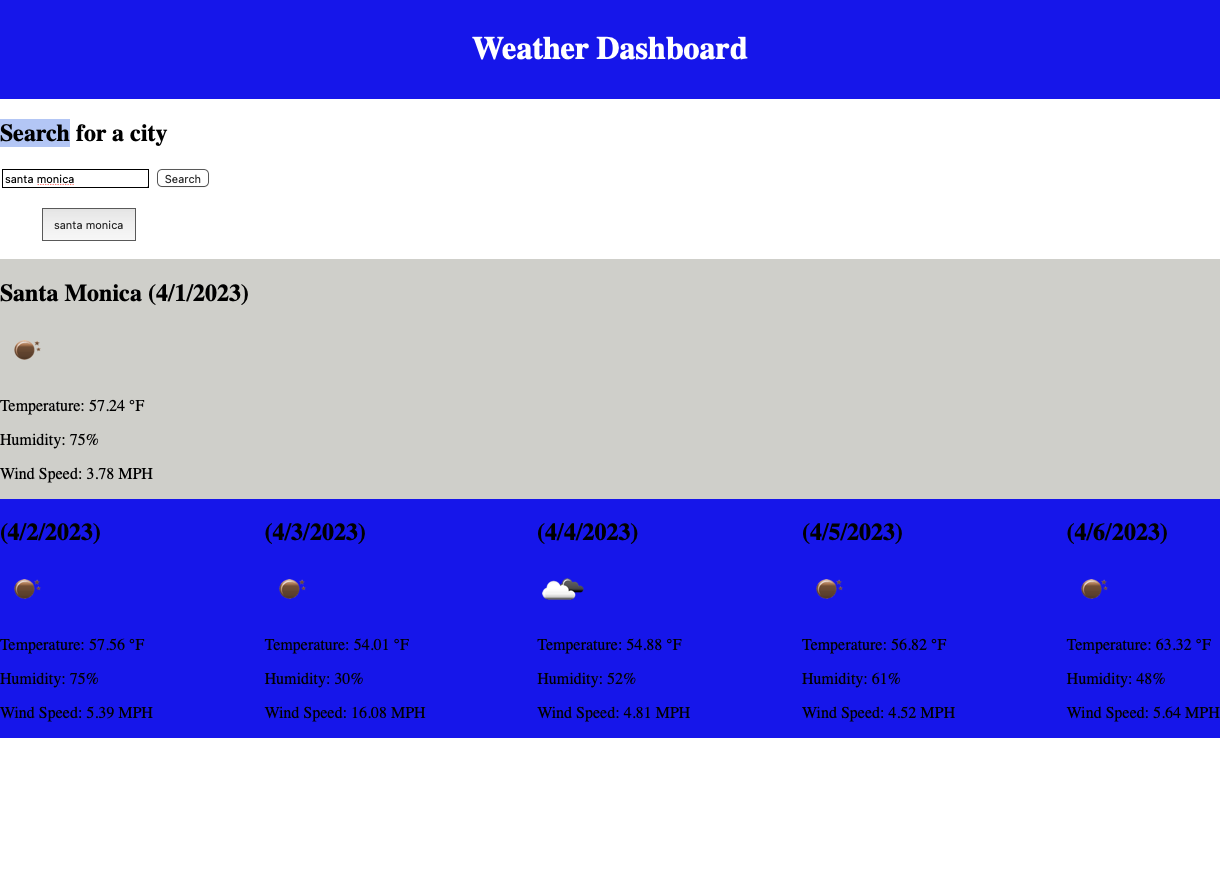 Weather Dashboard
Search for a city
santa monica
Search
santa monica
Santa Monica (4/1/2023)
Temperature: 57.24 °F
Humidity: 75%
Wind Speed: 3.78 MPH
(4/2/2023)
Temperature: 57.56 °F
Humidity: 75%
Wind Speed: 5.39 MPH
(4/3/2023)
Temperature: 54.01 °F
Humidity: 30%
Wind Speed: 16.08 MPH
(4/4/2023)
Temperature: 54.88 °F
Humidity: 52%
Wind Speed: 4.81 MPH
(4/5/2023)
Temperature: 56.82 °F
Humidity: 61%
Wind Speed: 4.52 MPH
(4/6/2023)
Temperature: 63.32 °F
Humidity: 48%
Wind Speed: 5.64 MPH